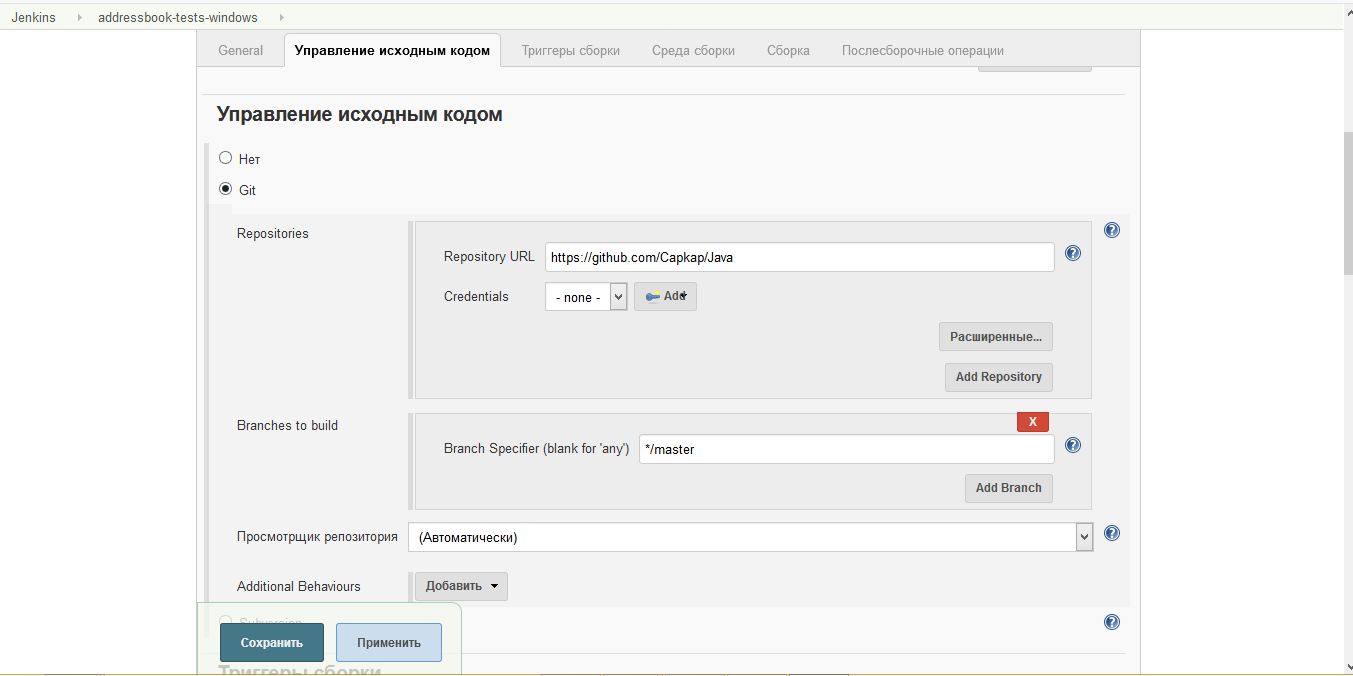 Jenkins addressbook-tests-windows
General Управление исходным кодом Триггеры сборки Среда сборки Сборка Послесборочные операции
Управление исходным кодом
Нет
Git
Repositories
Repository URL https://github.com/Capkap/Java
Credentials - none - Add
Расширенные...
Add Repository
Branches to build
X
Branch Specifier (blank for 'any') */master
Add Branch
Просмотрщик репозитория (Автоматически)
Additional Behaviours Добавить
Subversion
Сохранить Применить
Триггеры сборки